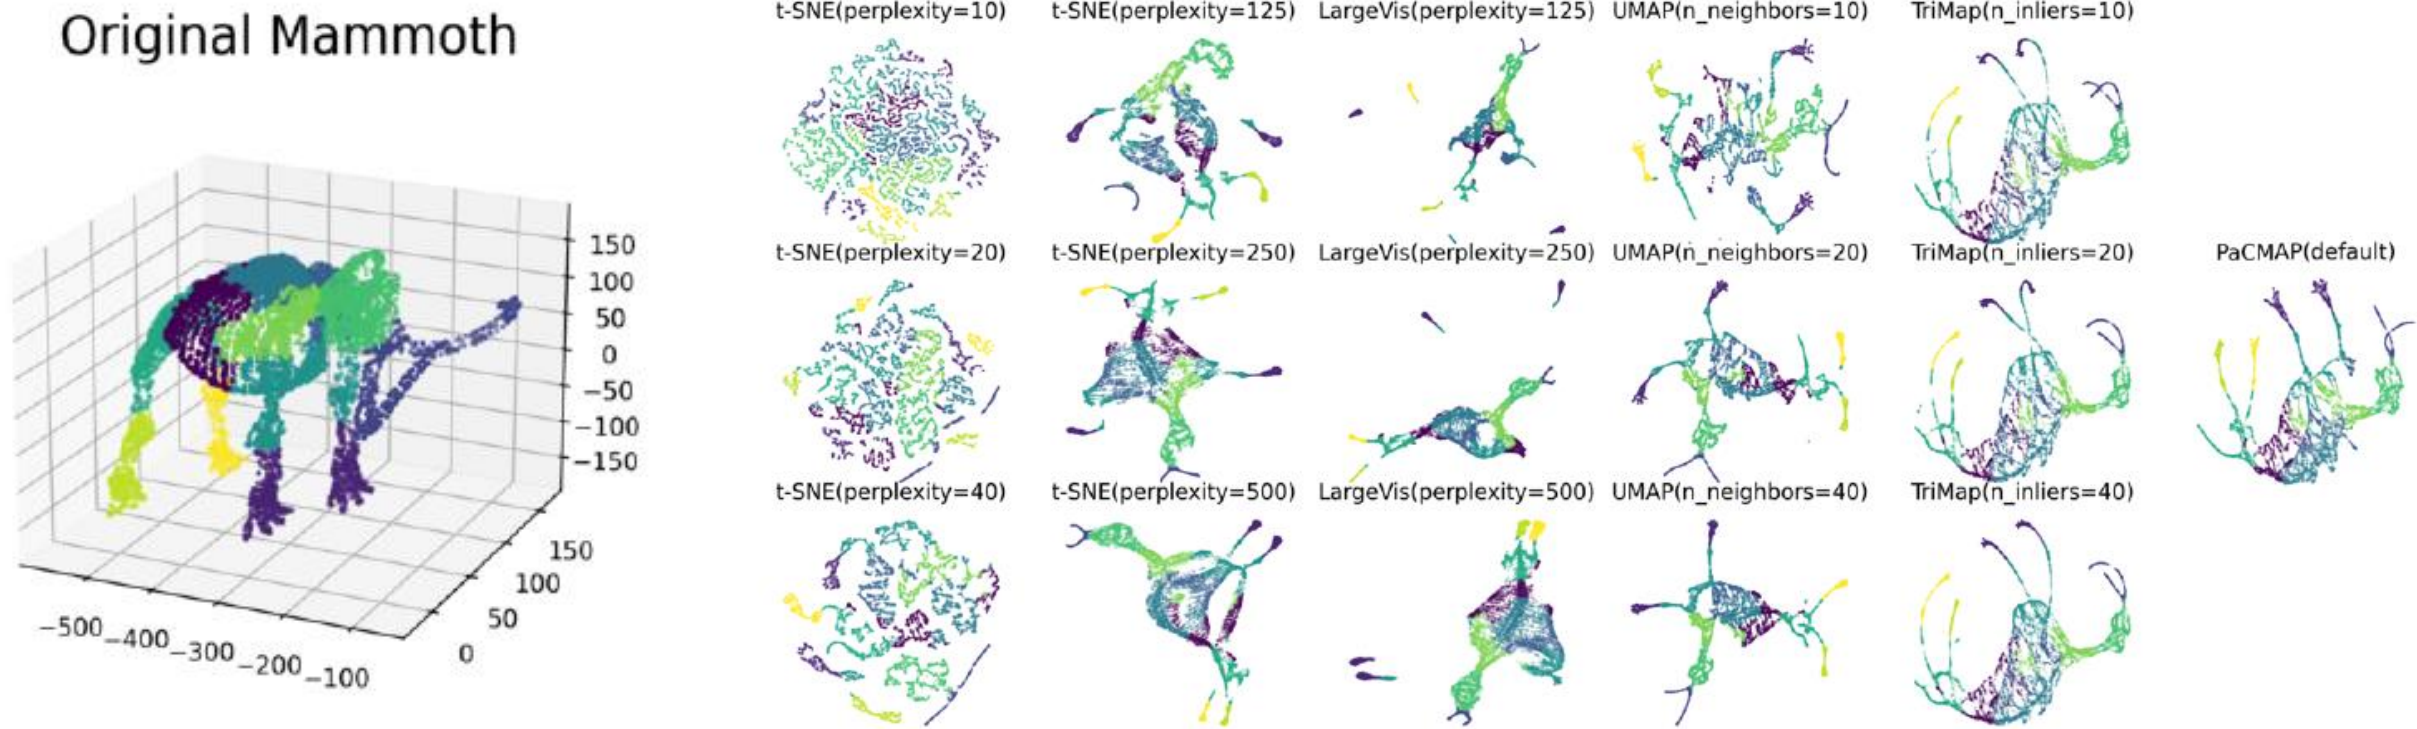 Original Mammoth
150
100
50
0
−50
−100
−150
150
100
50
0
−500
−400
−300
−200
−100
t-SNE(perplexity=10)
t-SNE(perplexity=125)
LargeVis(perplexity=125)
UMAP(n_neighbors=10)
TriMap(n_inliers=10)
t-SNE(perplexity=20)
t-SNE(perplexity=250)
LargeVis(perplexity=250)
UMAP(n_neighbors=20)
TriMap(n_inliers=20)
PaCMAP(default)
t-SNE(perplexity=40)
t-SNE(perplexity=500)
LargeVis(perplexity=500)
UMAP(n_neighbors=40)
TriMap(n_inliers=40)